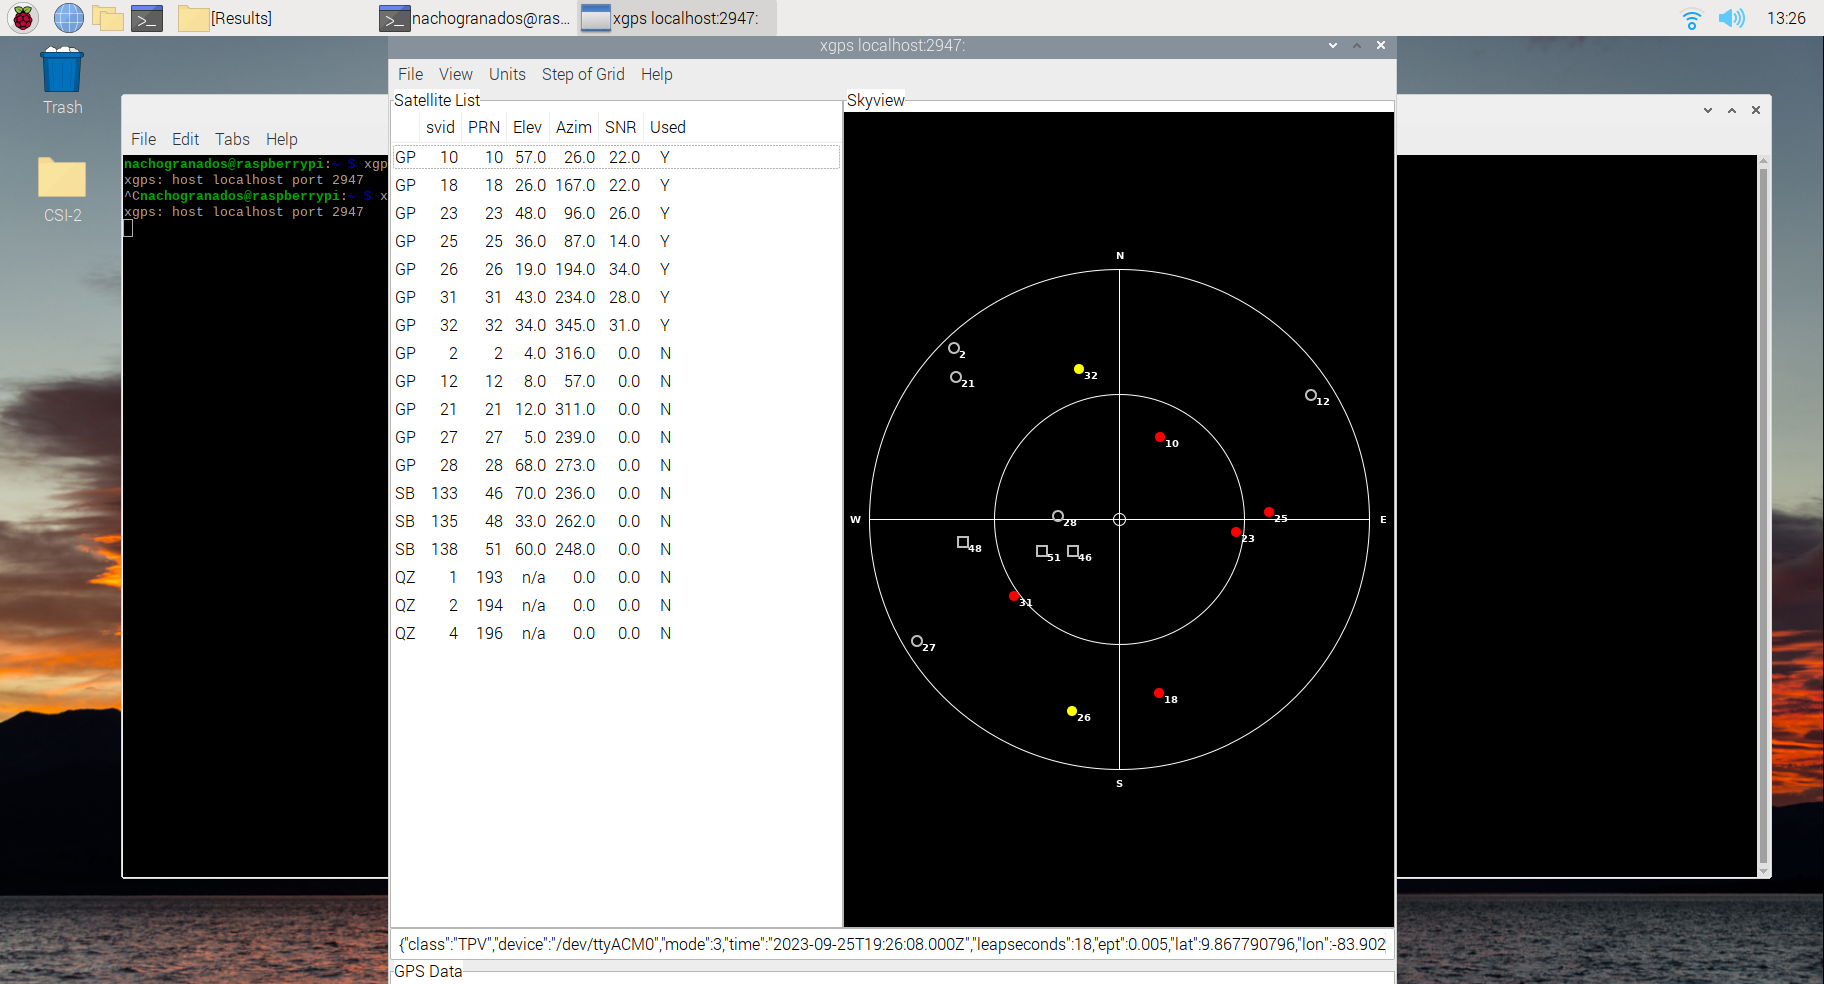 [Results]
nachogranados@ras...
xgps localhost:2947:
13:26
Trash
CSI-2
File Edit Tabs Help
nachogranados@raspberrypi:~ $ xgp
xgps: host localhost port 2947
^Cnachogranados@raspberrypi:~ $ x
xgps: host localhost port 2947
xgps localhost:2947:
File View Units Step of Grid Help
Satellite List
svid PRN Elev Azim SNR Used
GP 10 10 57.0 26.0 22.0 Y
GP 18 18 26.0 167.0 22.0 Y
GP 23 23 48.0 96.0 26.0 Y
GP 25 25 36.0 87.0 14.0 Y
GP 26 26 19.0 194.0 34.0 Y
GP 31 31 43.0 234.0 28.0 Y
GP 32 32 34.0 345.0 31.0 Y
GP 2 2 4.0 316.0 0.0 N
GP 12 12 8.0 57.0 0.0 N
GP 21 21 12.0 311.0 0.0 N
GP 27 27 5.0 239.0 0.0 N
GP 28 28 68.0 273.0 0.0 N
SB 133 46 70.0 236.0 0.0 N
SB 135 48 33.0 262.0 0.0 N
SB 138 51 60.0 248.0 0.0 N
QZ 1 193 n/a 0.0 0.0 N
QZ 2 194 n/a 0.0 0.0 N
QZ 4 196 n/a 0.0 0.0 N
Skyview
N
2
32
21
12
10
W
28
25
E
48
51
46
23
31
27
18
26
S
{"class":"TPV","device":"/dev/ttyACM0","mode":3,"time":"2023-09-25T19:26:08.000Z","leapseconds":18,"ept":0.005,"lat":9.867790796,"lon":-83.902
GPS Data